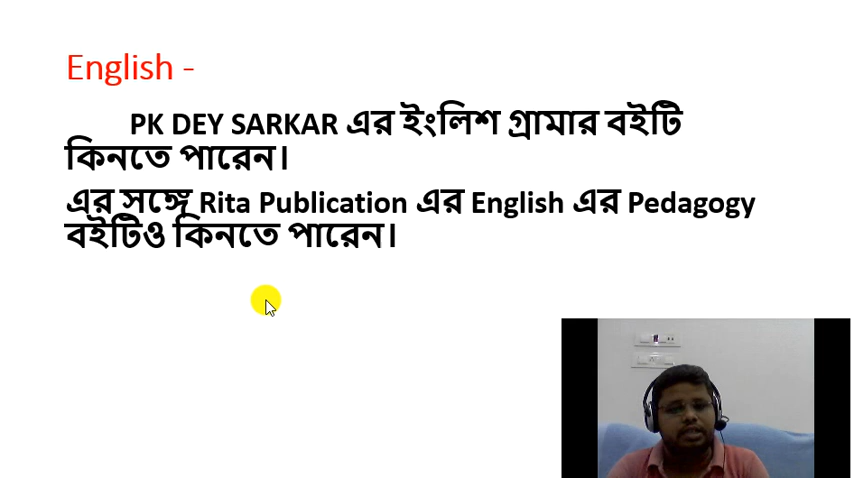 English -
PK DEY SARKAR এর ইংলিশ গ্রামার বইটি
কিনতে পারেন।
এর সঙ্গে Rita Publication এর English এর Pedagogy
বইটিও কিনতে পারেন।